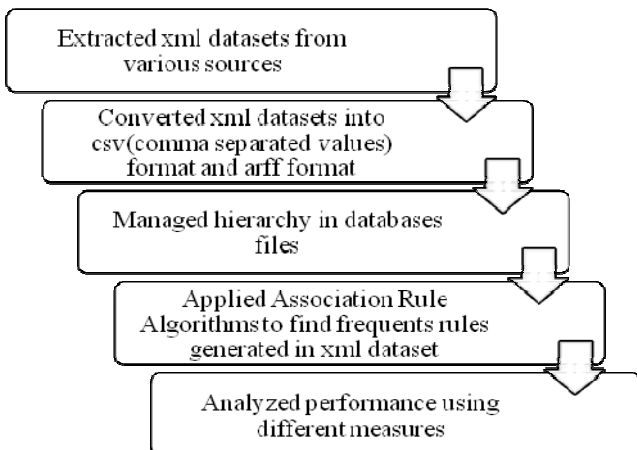 Extracted xml datasets from
various sources
Converted xml datasets into
csv(comma separated values)
format and arff format
Managed hierarchy in databases
files
Applied Association Rule
Algorithms to find frequents rules
generated in xml dataset
Analyzed performance using
different measures